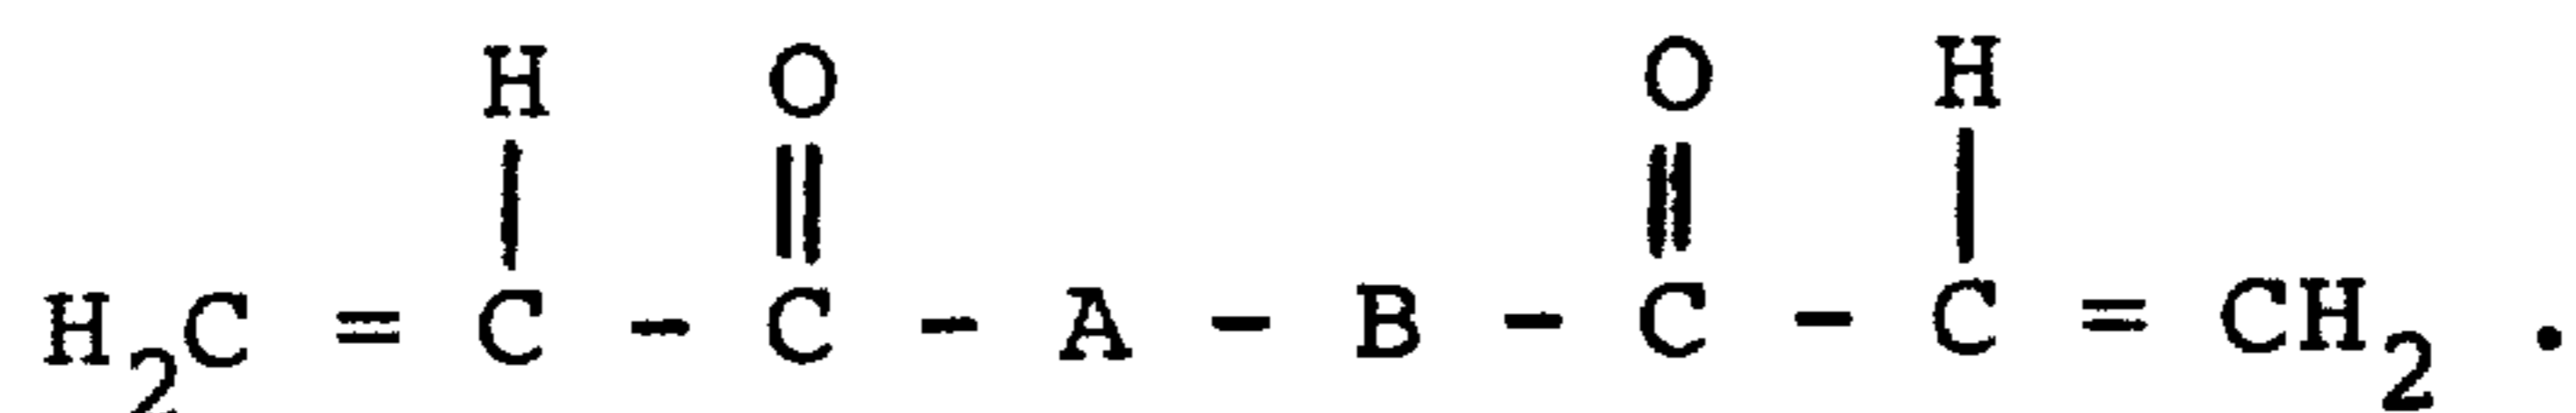 H O O H
H₂C = C - C - A - B - C - C = CH₂ .